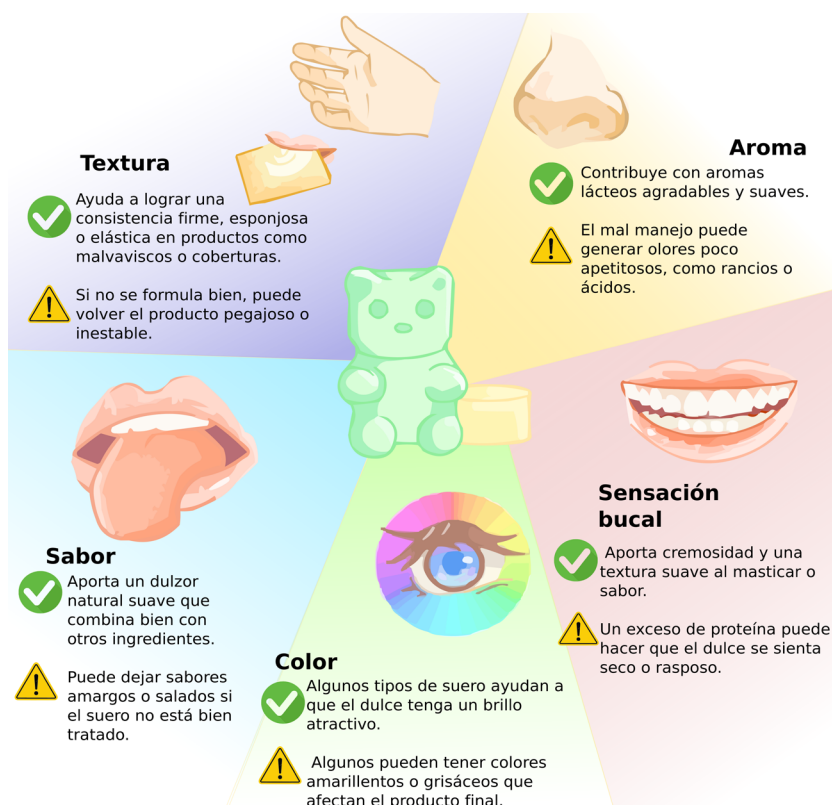 Textura
Ayuda a lograr una
consistencia firme, esponjosa
o elástica en productos como
malvaviscos o coberturas.
Si no se formula bien, puede
volver el producto pegajoso o
inestable.
Aroma
Contribuye con aromas
lácteos agradables y suaves.
El mal manejo puede
generar olores poco
apetitosos, como rancios o
ácidos.
Sabor
Aporta un dulzor
natural suave que
combina bien con
otros ingredientes.
Puede dejar sabores
amargos o salados si
el suero no está bien
tratado.
Color
Algunos tipos de suero ayudan a
que el dulce tenga un brillo
atractivo.
Algunos pueden tener colores
amarillentos o grisáceos que
afectan el producto final.
Sensación
bucal
Aporta cremosidad y una
textura suave al masticar o
sabor.
Un exceso de proteína puede
hacer que el dulce se sienta
seco o rasposo.